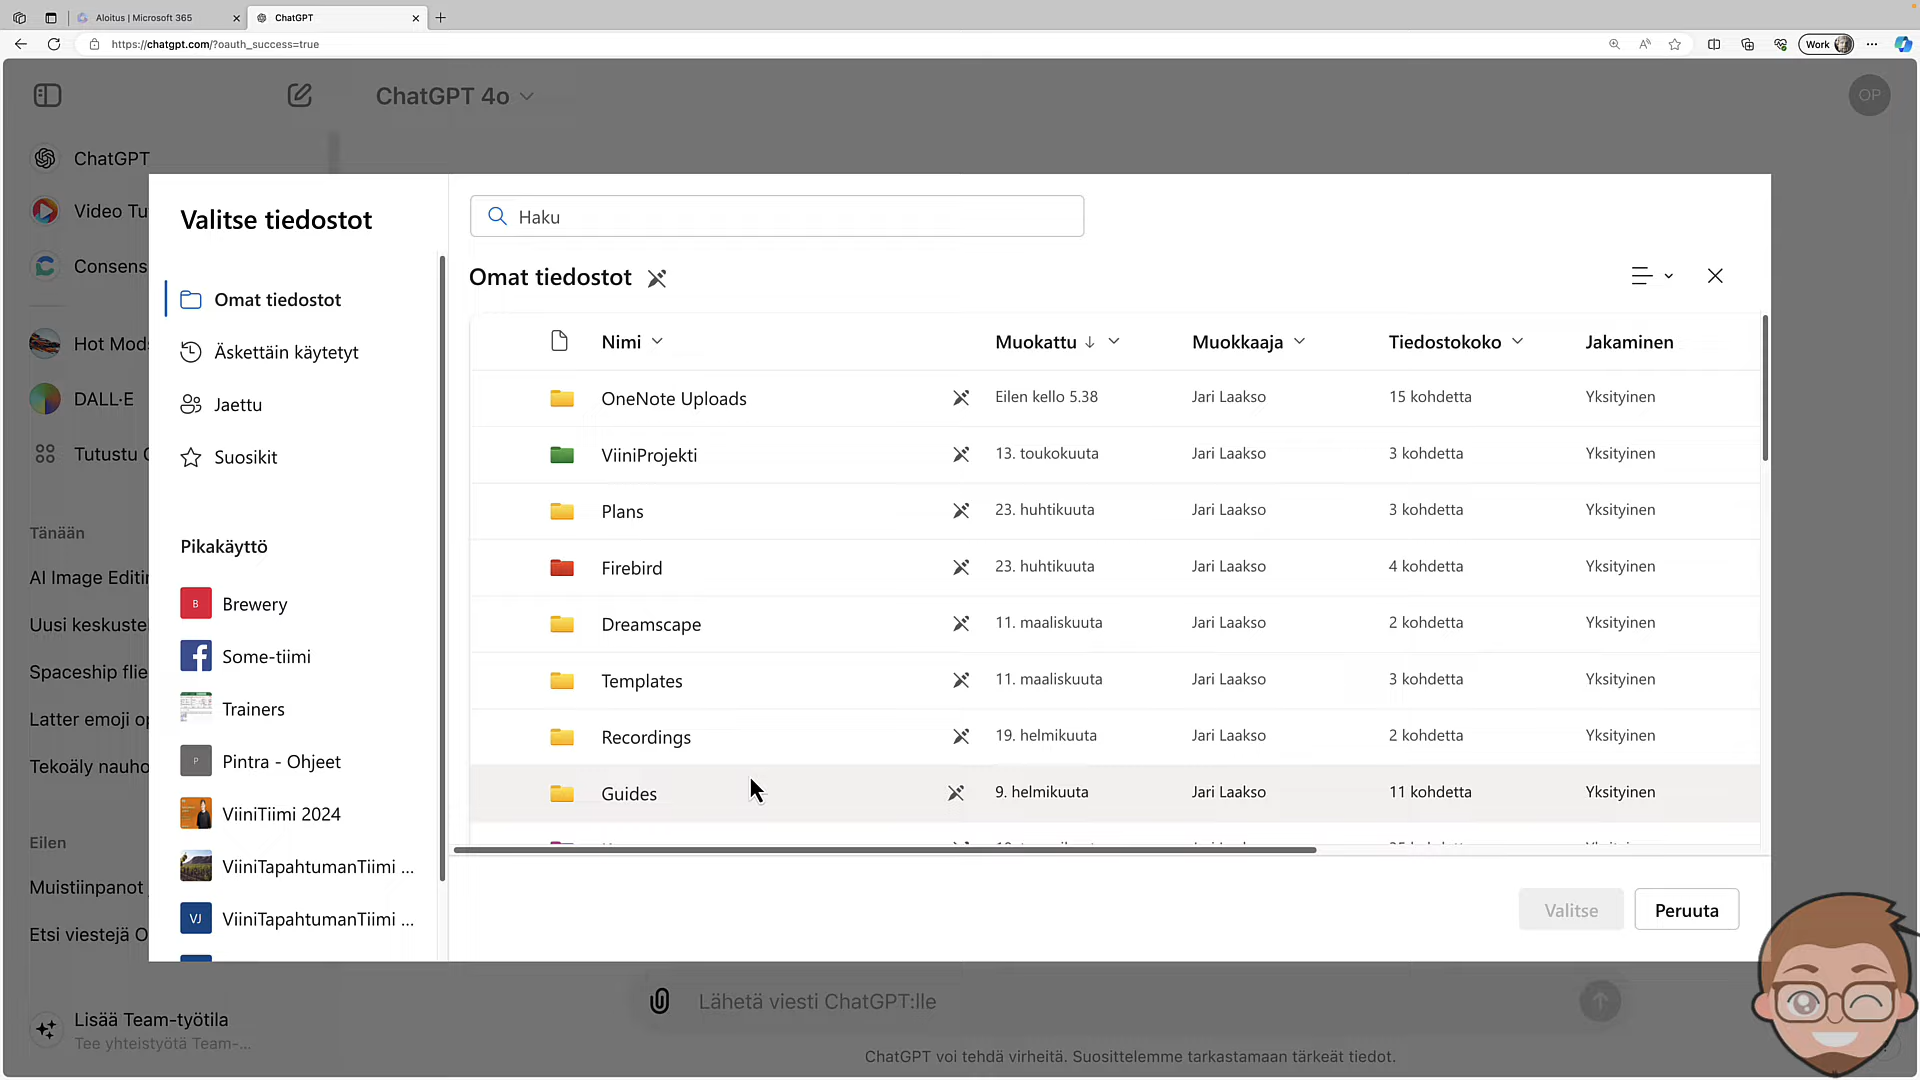 Aloitus | Microsoft 365
ChatGPT
https://chatgpt.com/?oauth_success=true
Work
ChatGPT 4o
OP
ChatGPT
Video Tu
Consens
Hot Mods
DALL·E
Tutustu
Tänään
AI Image Editin
Uusi keskuste
Spaceship flie
Latter emoji op
Tekoäly nauho
Eilen
Muistiinpanot
Etsi viestejä O
Lisää Team-työtila
Tee yhteistyötä Team-...
Valitse tiedostot
Omat tiedostot
Äskettäin käytetyt
Jaettu
Suosikit
Pikakäyttö
B Brewery
Some-tiimi
Trainers
P Pintra - Ohjeet
ViiniTiimi 2024
ViiniTapahtumanTiimi ...
VJ ViiniTapahtumanTiimi ...
Haku
Omat tiedostot
Nimi Muokattu Muokkaaja Tiedostokoko Jakaminen
OneNote Uploads Eilen kello 5.38 Jari Laakso 15 kohdetta Yksityinen
ViiniProjekti 13. toukokuuta Jari Laakso 3 kohdetta Yksityinen
Plans 23. huhtikuuta Jari Laakso 3 kohdetta Yksityinen
Firebird 23. huhtikuuta Jari Laakso 4 kohdetta Yksityinen
Dreamscape 11. maaliskuuta Jari Laakso 2 kohdetta Yksityinen
Templates 11. maaliskuuta Jari Laakso 3 kohdetta Yksityinen
Recordings 19. helmikuuta Jari Laakso 2 kohdetta Yksityinen
Guides 9. helmikuuta Jari Laakso 11 kohdetta Yksityinen
Valitse
Peruuta
Lähetä viesti ChatGPT:lle
ChatGPT voi tehdä virheitä. Suosittelemme tarkastamaan tärkeät tiedot.